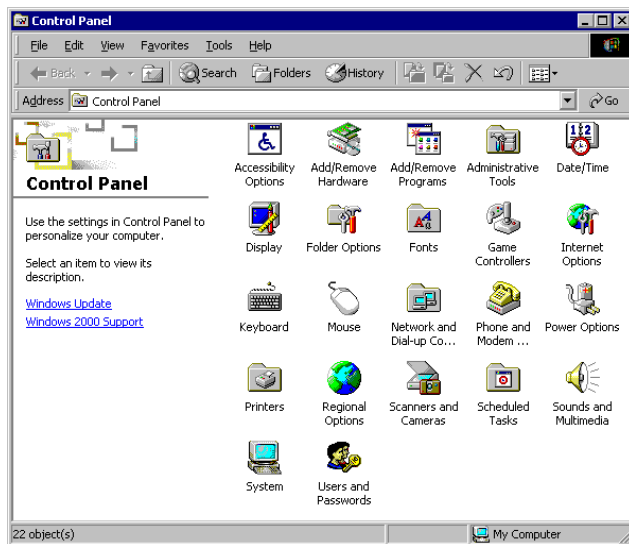 Control Panel
File Edit View Favorites Tools Help
Back Search Folders History
Address Control Panel Go
Control Panel
Use the settings in Control Panel to
personalize your computer.
Select an item to view its
description.
Windows Update
Windows 2000 Support
Accessibility
Options
Add/Remove
Hardware
Add/Remove
Programs
Administrative
Tools
Date/Time
Display
Folder Options
Fonts
Game
Controllers
Internet
Options
Keyboard
Mouse
Network and
Dial-up Co...
Phone and
Modem ...
Power Options
Printers
Regional
Options
Scanners and
Cameras
Scheduled
Tasks
Sounds and
Multimedia
System
Users and
Passwords
22 object(s)
My Computer